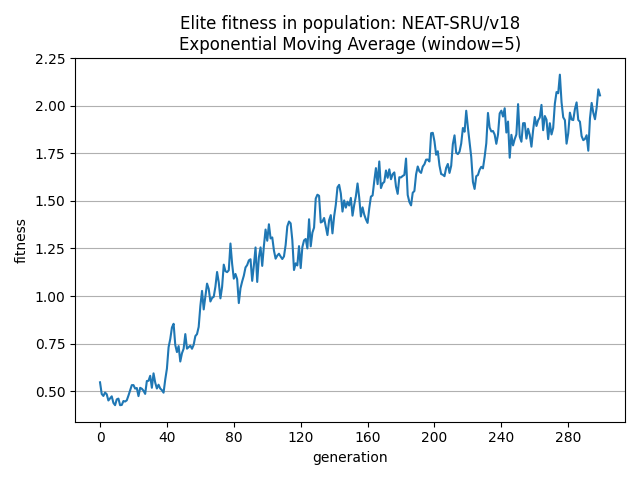 Elite fitness in population: NEAT-SRU/v18
Exponential Moving Average (window=5)
2.25
2.00
1.75
1.50
1.25
1.00
0.75
0.50
fitness
0 40 80 120 160 200 240 280
generation